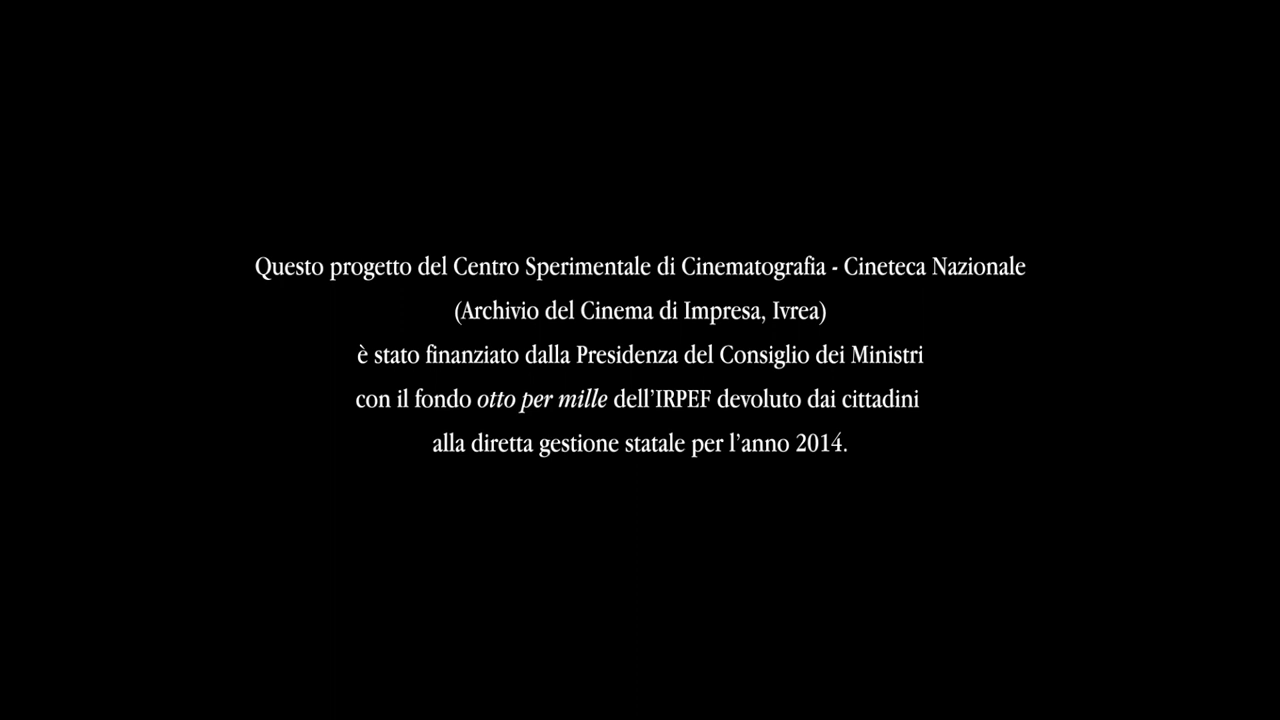 Questo progetto del Centro Sperimentale di Cinematografia - Cineteca Nazionale
(Archivio del Cinema di Impresa, Ivrea)
è stato finanziato dalla Presidenza del Consiglio dei Ministri
con il fondo otto per mille dell’IRPEF devoluto dai cittadini
alla diretta gestione statale per l’anno 2014.